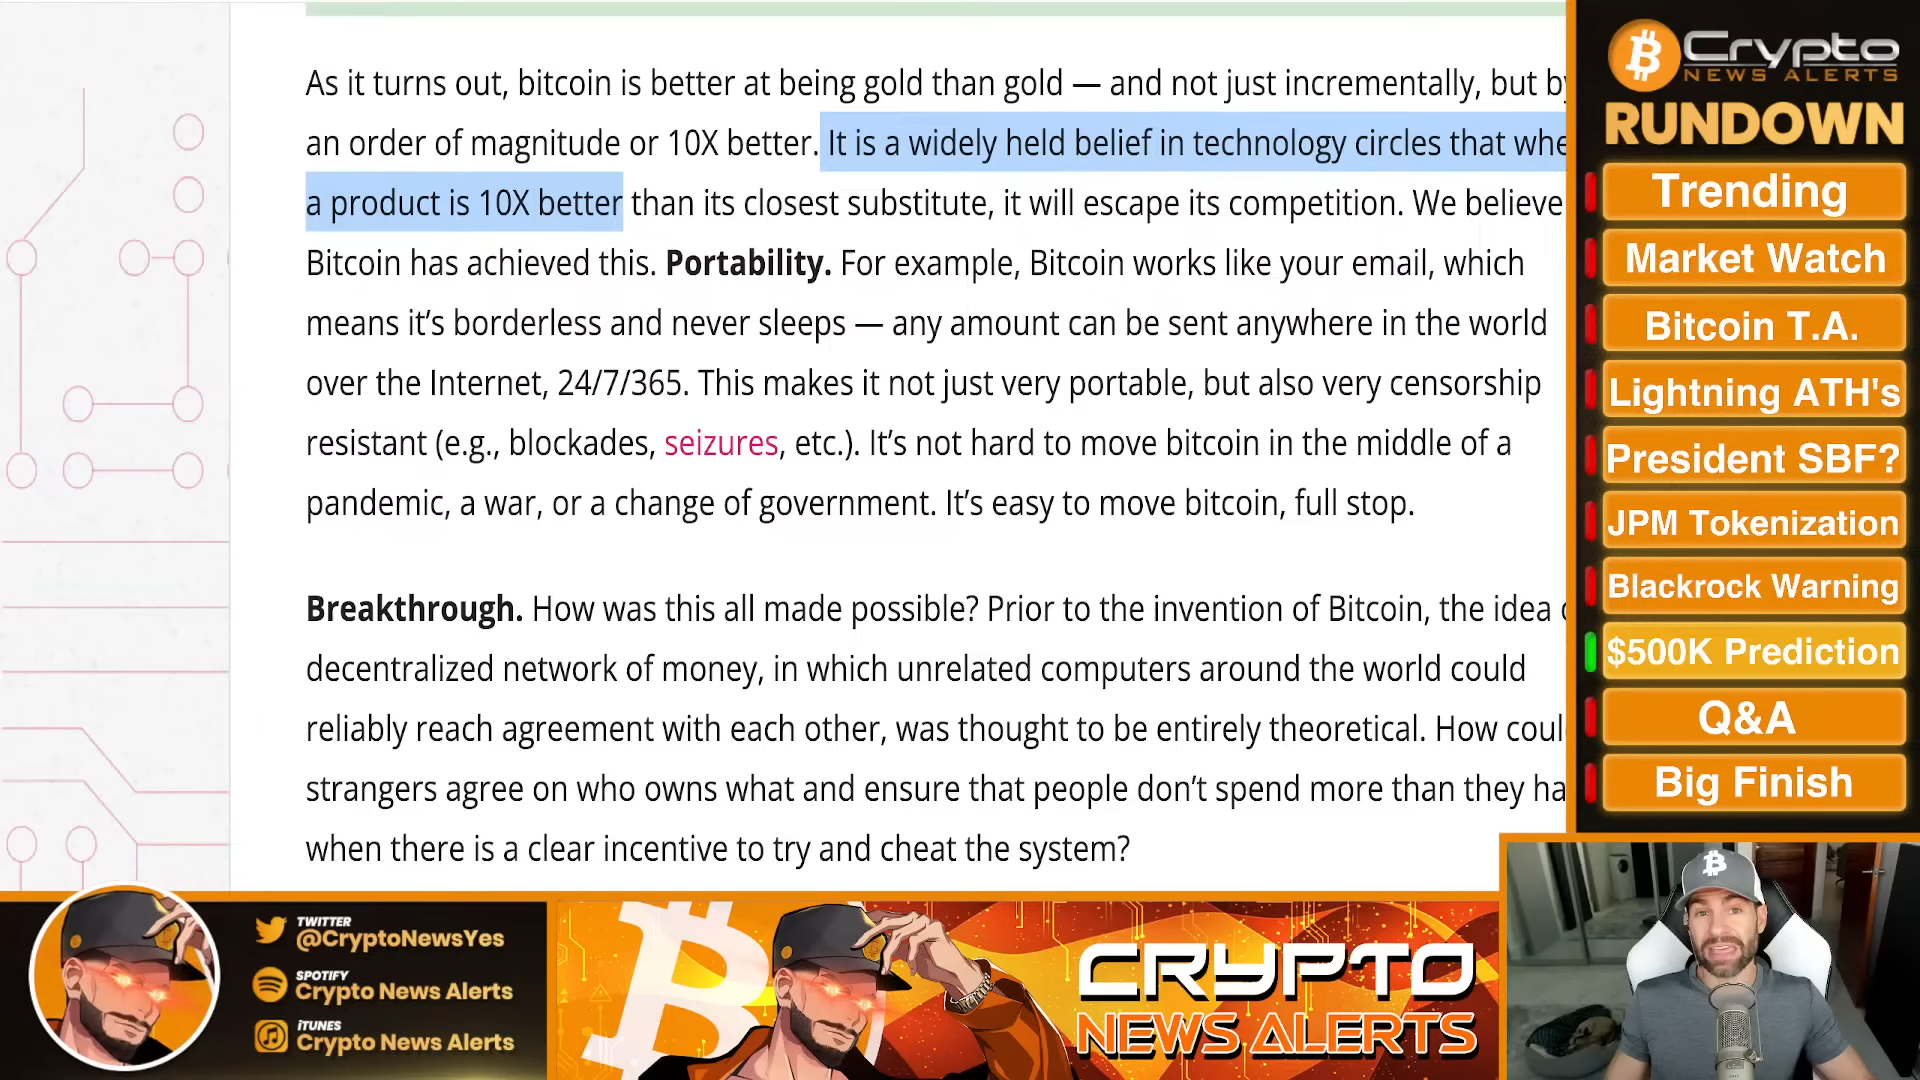 As it turns out, bitcoin is better at being gold than gold — and not just incrementally, but by
an order of magnitude or 10X better. It is a widely held belief in technology circles that whe
a product is 10X better than its closest substitute, it will escape its competition. We believe
Bitcoin has achieved this. Portability. For example, Bitcoin works like your email, which
means it’s borderless and never sleeps — any amount can be sent anywhere in the world
over the Internet, 24/7/365. This makes it not just very portable, but also very censorship
resistant (e.g., blockades, seizures, etc.). It’s not hard to move bitcoin in the middle of a
pandemic, a war, or a change of government. It’s easy to move bitcoin, full stop.
Breakthrough. How was this all made possible? Prior to the invention of Bitcoin, the idea
decentralized network of money, in which unrelated computers around the world could
reliably reach agreement with each other, was thought to be entirely theoretical. How coul
strangers agree on who owns what and ensure that people don’t spend more than they ha
when there is a clear incentive to try and cheat the system?
Crypto
NEWS ALERTS
RUNDOWN
Trending
Market Watch
Bitcoin T.A.
Lightning ATH's
President SBF?
JPM Tokenization
Blackrock Warning
$500K Prediction
Q&A
Big Finish
TWITTER
@CryptoNewsYes
SPOTIFY
Crypto News Alerts
iTUNES
Crypto News Alerts
CRYPTO
NEWS ALERTS